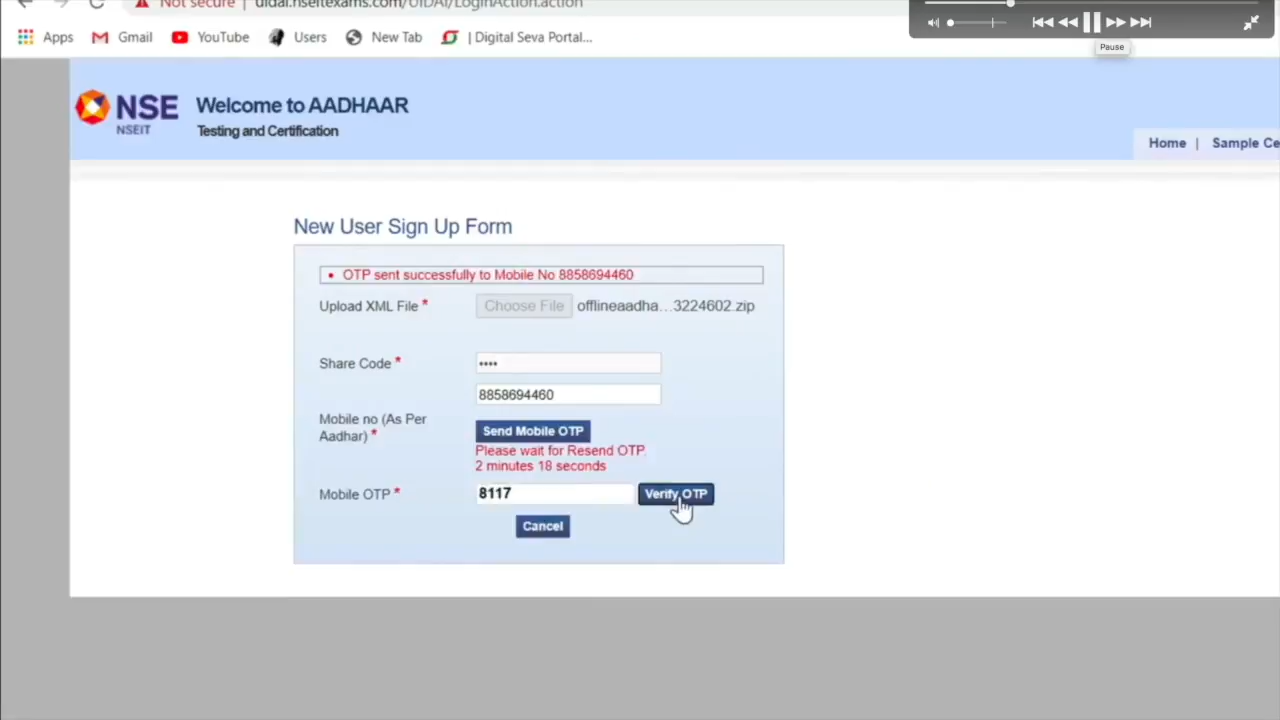 Not secure | uidai.nseitexams.com/UIDAI/LoginAction.action
Apps Gmail YouTube Users New Tab | Digital Seva Portal...
Pause
NSE
NSEIT
Welcome to AADHAAR
Testing and Certification
Home | Sample Ce
New User Sign Up Form
• OTP sent successfully to Mobile No 8858694460
Upload XML File * Choose File offlineaadha...3224602.zip
Share Code * ••••
8858694460
Mobile no (As Per
Aadhar) *
Send Mobile OTP
Please wait for Resend OTP.
2 minutes 18 seconds
Mobile OTP * 8117 Verify OTP
Cancel